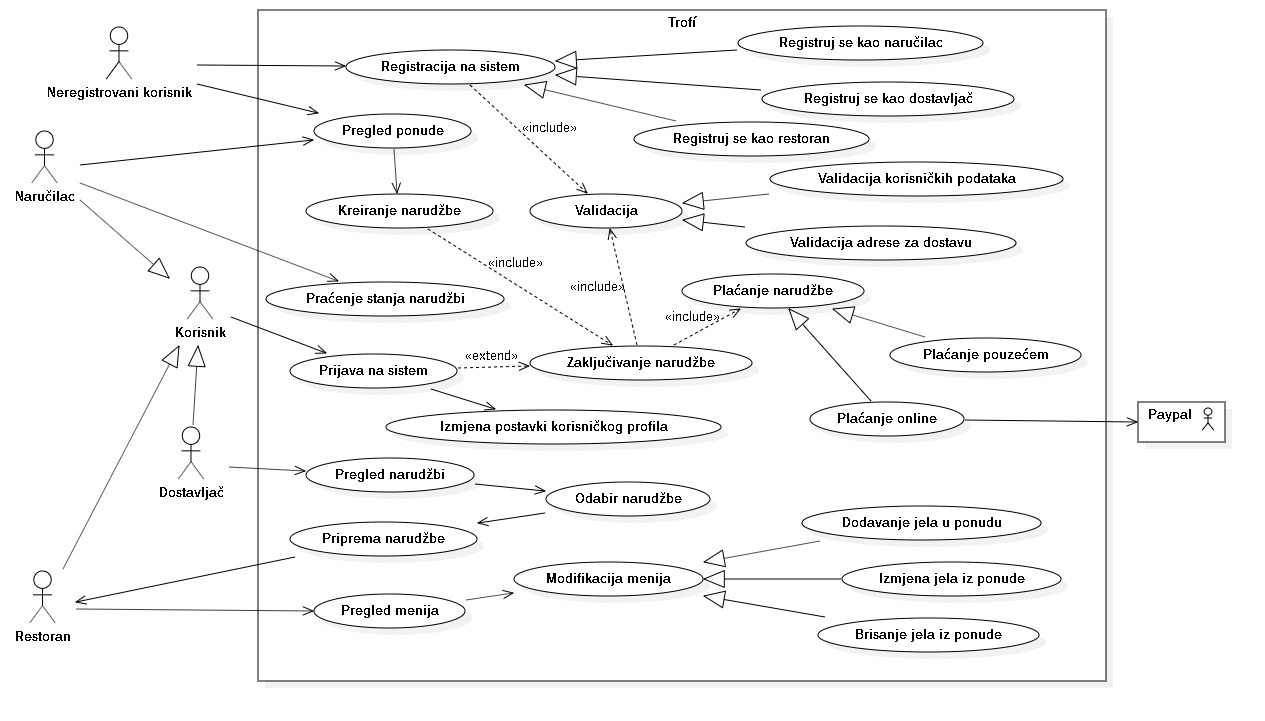 Trofí
Registruj se kao naručilac
Registracija na sistem
Neregistrovani korisnik
Registruj se kao dostavljač
Pregled ponude
«include»
Registruj se kao restoran
Naručilac
Validacija korisničkih podataka
Kreiranje narudžbe
Validacija
Validacija adrese za dostavu
«include»
«include»
Plaćanje narudžbe
Praćenje stanja narudžbi
«include»
Korisnik
«extend»
Plaćanje pouzećem
Prijava na sistem
Zaključivanje narudžbe
Paypal
Plaćanje online
Izmjena postavki korisničkog profila
Pregled narudžbi
Dostavljač
Odabir narudžbe
Dodavanje jela u ponudu
Priprema narudžbe
Modifikacija menija
Izmjena jela iz ponude
Pregled menija
Restoran
Brisanje jela iz ponude